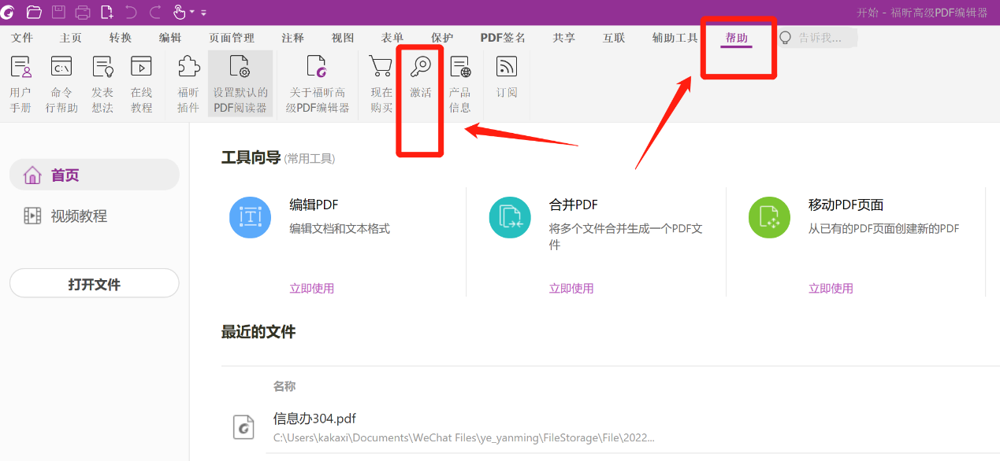 开始 - 福昕高级PDF编辑器
文件 主页 转换 编辑 页面管理 注释 视图 表单 保护 PDF签名 共享 互联 辅助工具 帮助 告诉我...
用户手册 命令行帮助 发表想法 在线教程 福昕插件 设置默认的PDF阅读器 关于福昕高级PDF编辑器 现在购买 激活 产品信息 订阅
工具向导 (常用工具)
首页
视频教程
打开文件
编辑PDF
编辑文档和文本格式
立即使用
合并PDF
将多个文件合并生成一个PDF文
件
立即使用
移动PDF页面
从已有的PDF页面创建新的PDF
立即使用
最近的文件
名称
信息办304.pdf
C:\Users\kakaxi\Documents\WeChat Files\ye_yanming\FileStorage\File\2022...